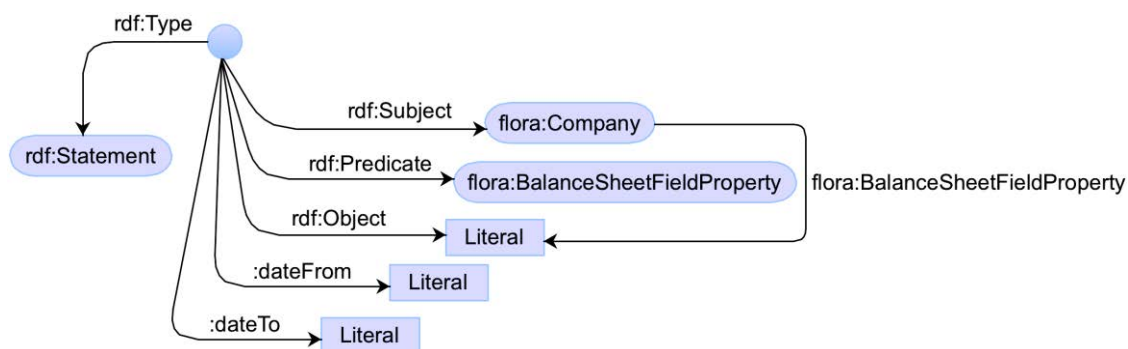 rdf:Type
rdf:Subject
flora:Company
rdf:Statement
rdf:Predicate
flora:BalanceSheetFieldProperty
flora:BalanceSheetFieldProperty
rdf:Object
Literal
:dateFrom
Literal
:dateTo
Literal